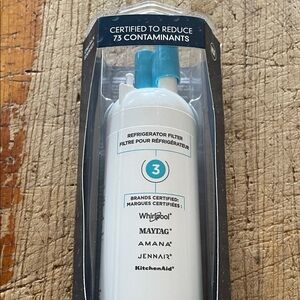 CERTIFIED TO REDUCE
73 CONTAMINANTS
REFRIGERATOR FILTER
FILTRE POUR RÉFRIGÉRATEUR
3
BRANDS CERTIFIED:
MARQUES CERTIFIÉES:
Whirlpool®
MAYTAG®
AMANA®
JENNAIR®
KitchenAid®